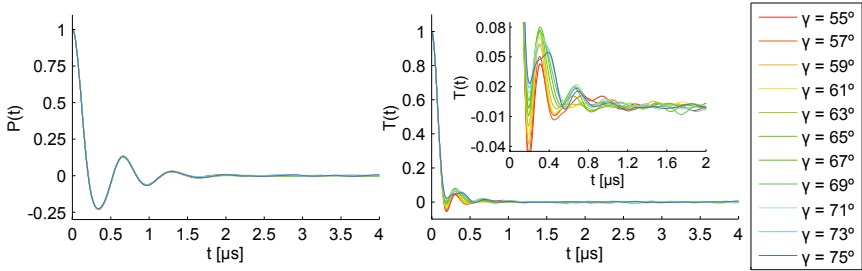 1
0.75
0.5
0.25
0
-0.25
P(t)
0
0.5
1
1.5
2
2.5
3
3.5
4
t [µs]
1
0.8
0.6
0.4
0.2
0
T(t)
0
0.5
1
1.5
2
2.5
3
3.5
4
t [µs]
0.08
0.05
0.02
-0.01
-0.04
T(t)
0
0.4
0.8
1.2
1.6
2
t [µs]
γ = 55º
γ = 57º
γ = 59º
γ = 61º
γ = 63º
γ = 65º
γ = 67º
γ = 69º
γ = 71º
γ = 73º
γ = 75º